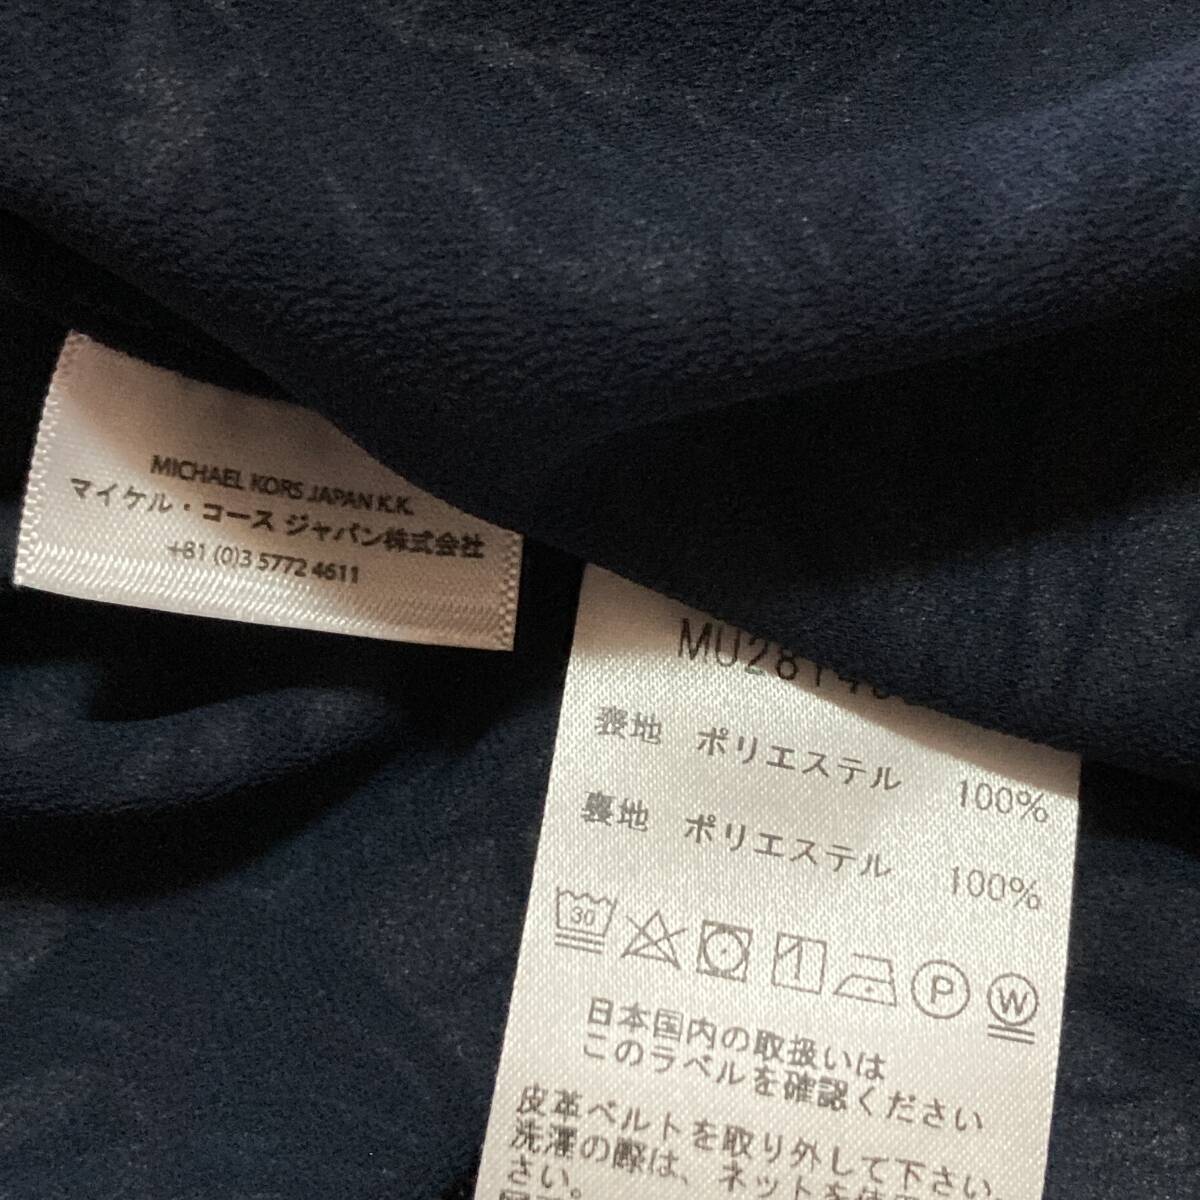 MICHAEL KORS JAPAN K.K.
マイケル・コース ジャパン株式会社
+81 (0)3 5772 4611
表地 ポリエステル 100%
裏地 ポリエステル 100%
30
P
W
日本国内の取扱いは
このラベルを確認ください
皮革ベルトを取り外して下さい
洗濯の際は、ネットを使用
さい。